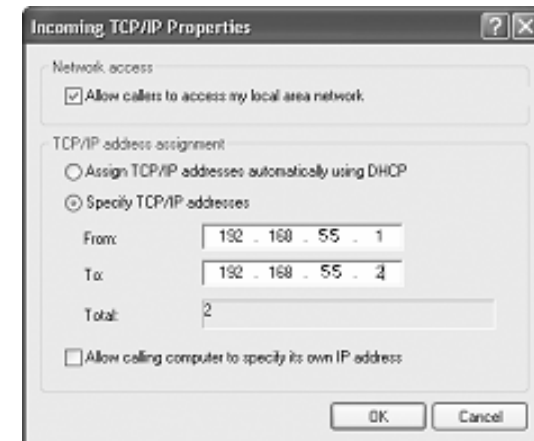 Incoming TCP/IP Properties
Network access
Allow callers to access my local area network
TCP/IP address assignment
Assign TCP/IP addresses automatically using DHCP
Specify TCP/IP addresses
From: 192 . 168 . 55 . 1
To: 192 . 168 . 55 . 2
Total: 2
Allow calling computer to specify its own IP address
OK Cancel